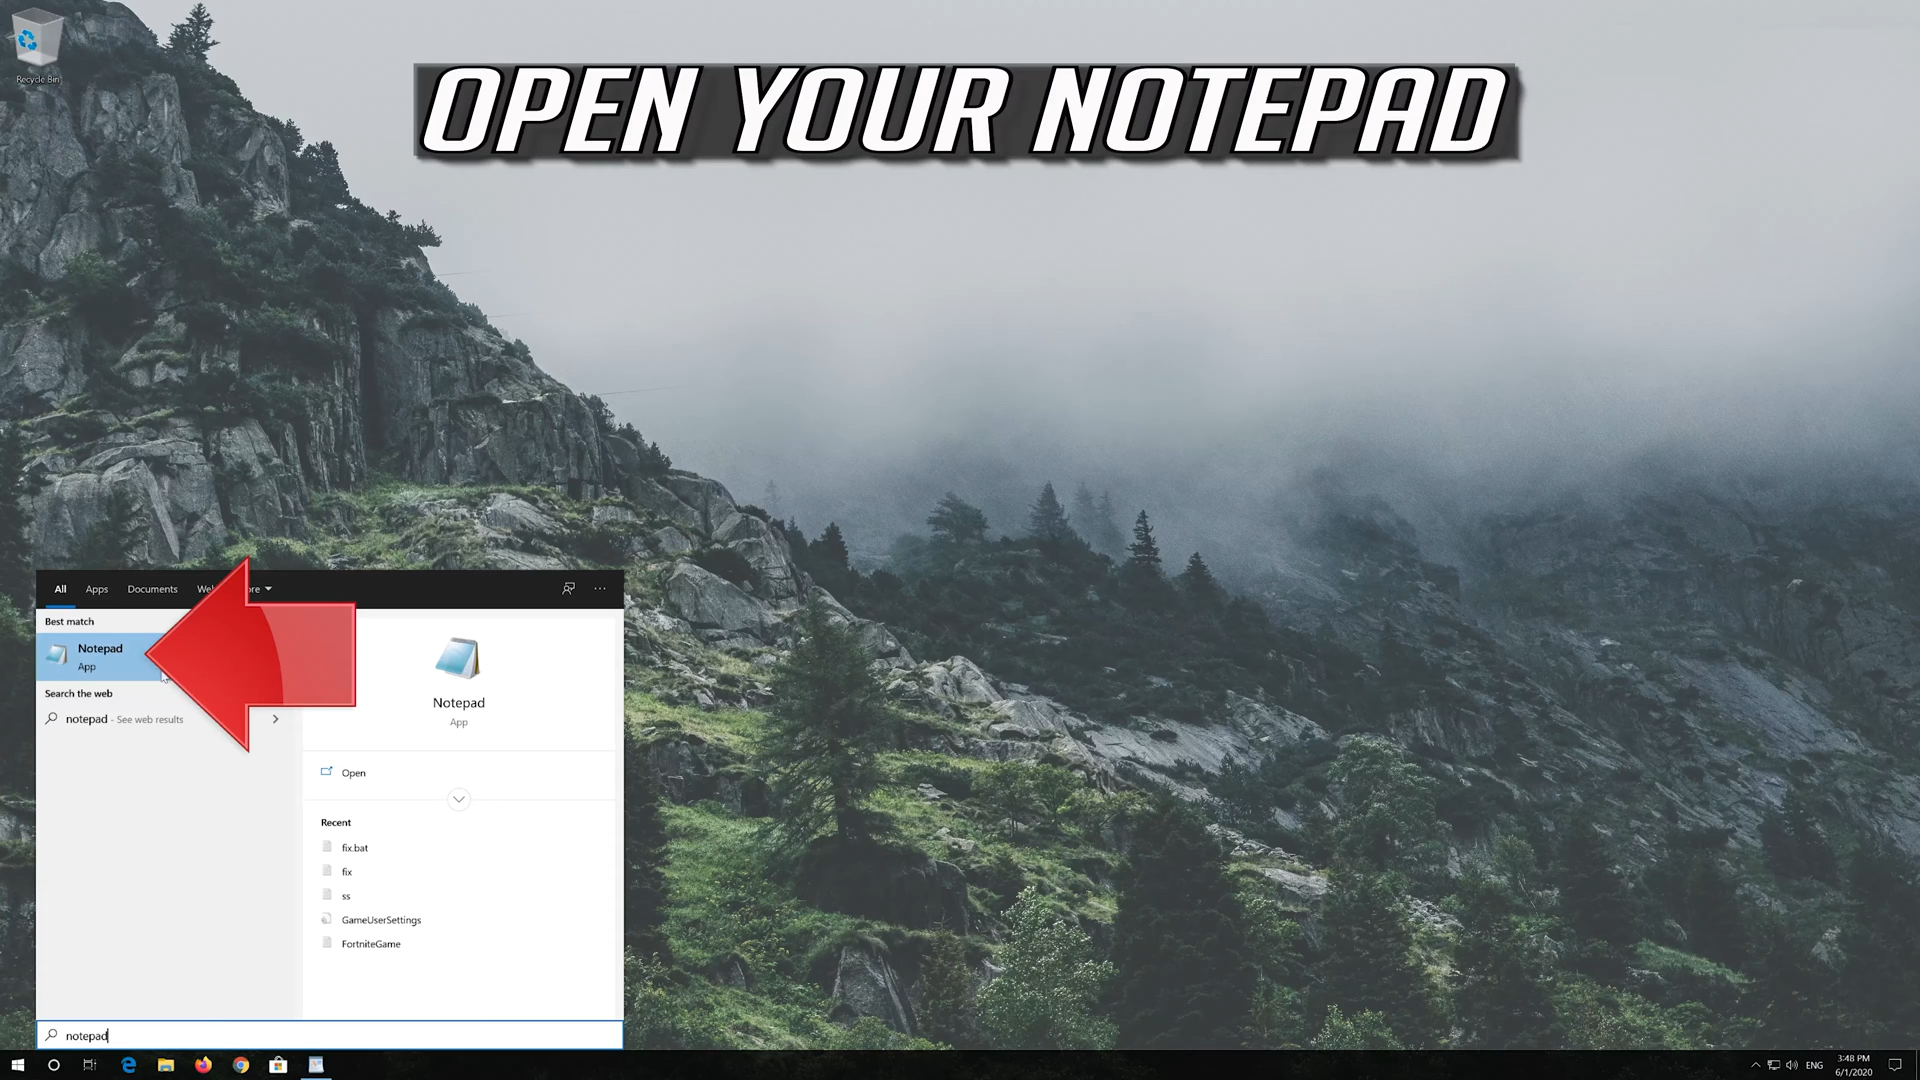 Recycle Bin
OPEN YOUR NOTEPAD
All Apps Documents
Best match
Notepad
App
Search the web
notepad - See web results
Notepad
App
Open
Recent
fix.bat
fix
ss
GameUserSettings
FortniteGame
notepad
ENG
3:48 PM
6/1/2020